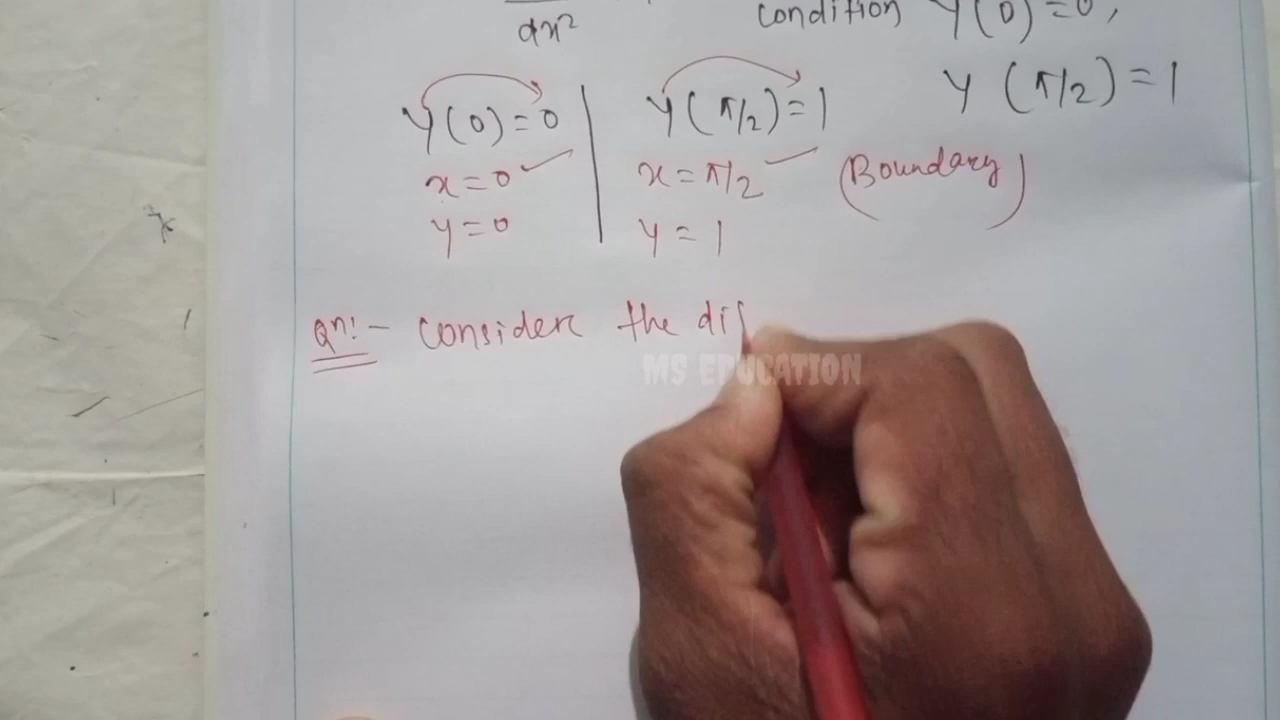 dx²
condition y(0)=0,
y(0)=0
y(π/2)=1
y(π/2)=1
x=0
x=π/2
(Boundary)
y=0
y=1
Qn:- Consider the dif
MS EDUCATION